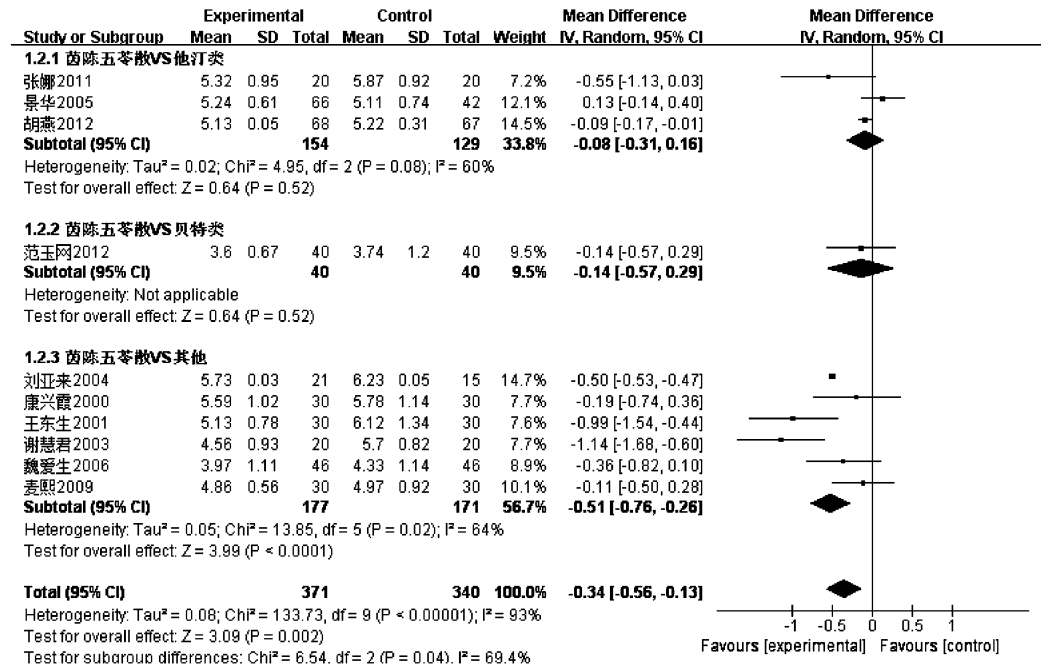 Experimental Control Mean Difference Mean Difference
Study or Subgroup Mean SD Total Mean SD Total Weight IV, Random, 95% CI IV, Random, 95% CI
1.2.1 茵陈五苓散VS他汀类
张娜2011 5.32 0.95 20 5.87 0.92 20 7.2% -0.55 [-1.13, 0.03]
景华2005 5.24 0.61 66 5.11 0.74 42 12.1% 0.13 [-0.14, 0.40]
胡燕2012 5.13 0.05 68 5.22 0.31 67 14.5% -0.09 [-0.17, -0.01]
Subtotal (95% CI) 154 129 33.8% -0.08 [-0.31, 0.16]
Heterogeneity: Tau² = 0.02; Chi² = 4.95, df = 2 (P = 0.08); I² = 60%
Test for overall effect: Z = 0.64 (P = 0.52)
1.2.2 茵陈五苓散VS贝特类
范玉网2012 3.6 0.67 40 3.74 1.2 40 9.5% -0.14 [-0.57, 0.29]
Subtotal (95% CI) 40 40 9.5% -0.14 [-0.57, 0.29]
Heterogeneity: Not applicable
Test for overall effect: Z = 0.64 (P = 0.52)
1.2.3 茵陈五苓散VS其他
刘亚来2004 5.73 0.03 21 6.23 0.05 15 14.7% -0.50 [-0.53, -0.47]
康兴霞2000 5.59 1.02 30 5.78 1.14 30 7.7% -0.19 [-0.74, 0.36]
王东生2001 5.13 0.78 30 6.12 1.34 30 7.6% -0.99 [-1.54, -0.44]
谢慧君2003 4.56 0.93 20 5.7 0.82 20 7.7% -1.14 [-1.68, -0.60]
魏爱生2006 3.97 1.11 46 4.33 1.14 46 8.9% -0.36 [-0.82, 0.10]
麦熙2009 4.86 0.56 30 4.97 0.92 30 10.1% -0.11 [-0.50, 0.28]
Subtotal (95% CI) 177 171 56.7% -0.51 [-0.76, -0.26]
Heterogeneity: Tau² = 0.05; Chi² = 13.85, df = 5 (P = 0.02); I² = 64%
Test for overall effect: Z = 3.99 (P < 0.0001)
Total (95% CI) 371 340 100.0% -0.34 [-0.56, -0.13]
Heterogeneity: Tau² = 0.08; Chi² = 133.73, df = 9 (P < 0.00001); I² = 93%
Test for overall effect: Z = 3.09 (P = 0.002)
Test for subgroup differences: Chi² = 6.54, df = 2 (P = 0.04), I² = 69.4%
-1 -0.5 0 0.5 1
Favours [experimental] Favours [control]